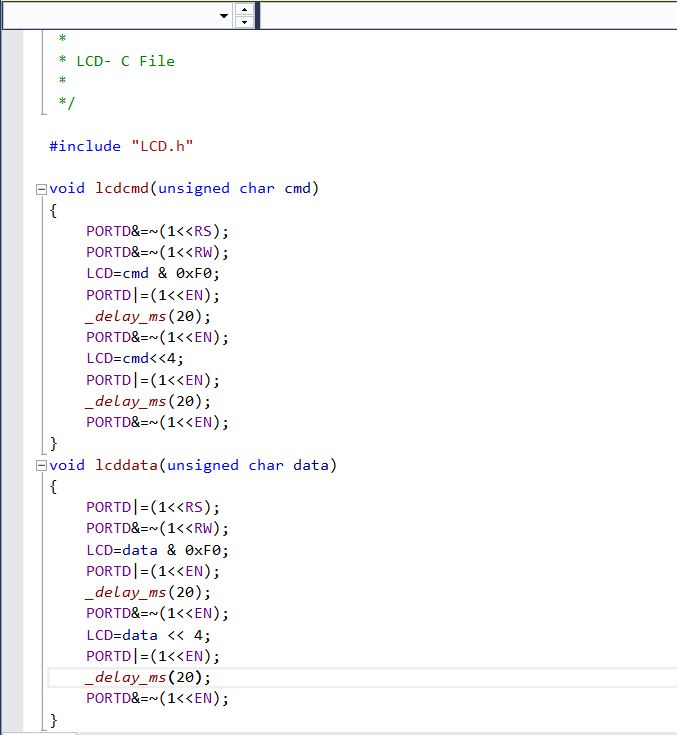 *
* LCD- C File
*
*/
#include "LCD.h"
void lcdcmd(unsigned char cmd)
{
    PORTD&=~(1<<RS);
    PORTD&=~(1<<RW);
    LCD=cmd & 0xF0;
    PORTD|=(1<<EN);
    _delay_ms(20);
    PORTD&=~(1<<EN);
    LCD=cmd<<4;
    PORTD|=(1<<EN);
    _delay_ms(20);
    PORTD&=~(1<<EN);
}
void lcddata(unsigned char data)
{
    PORTD|=(1<<RS);
    PORTD&=~(1<<RW);
    LCD=data & 0xF0;
    PORTD|=(1<<EN);
    _delay_ms(20);
    PORTD&=~(1<<EN);
    LCD=data << 4;
    PORTD|=(1<<EN);
    _delay_ms(20);
    PORTD&=~(1<<EN);
}